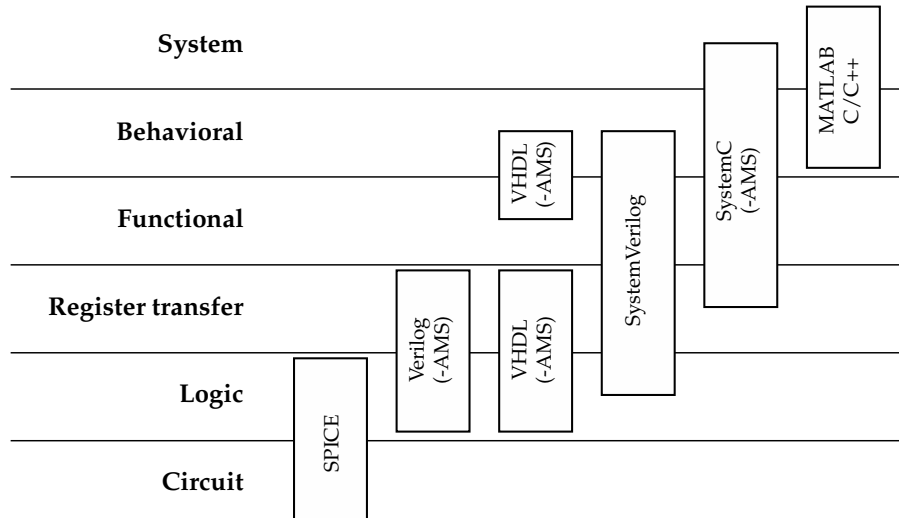 System
Behavioral
Functional
Register transfer
Logic
Circuit
SPICE
Verilog
(-AMS)
VHDL
(-AMS)
VHDL
(-AMS)
SystemVerilog
SystemC
(-AMS)
MATLAB
C/C++